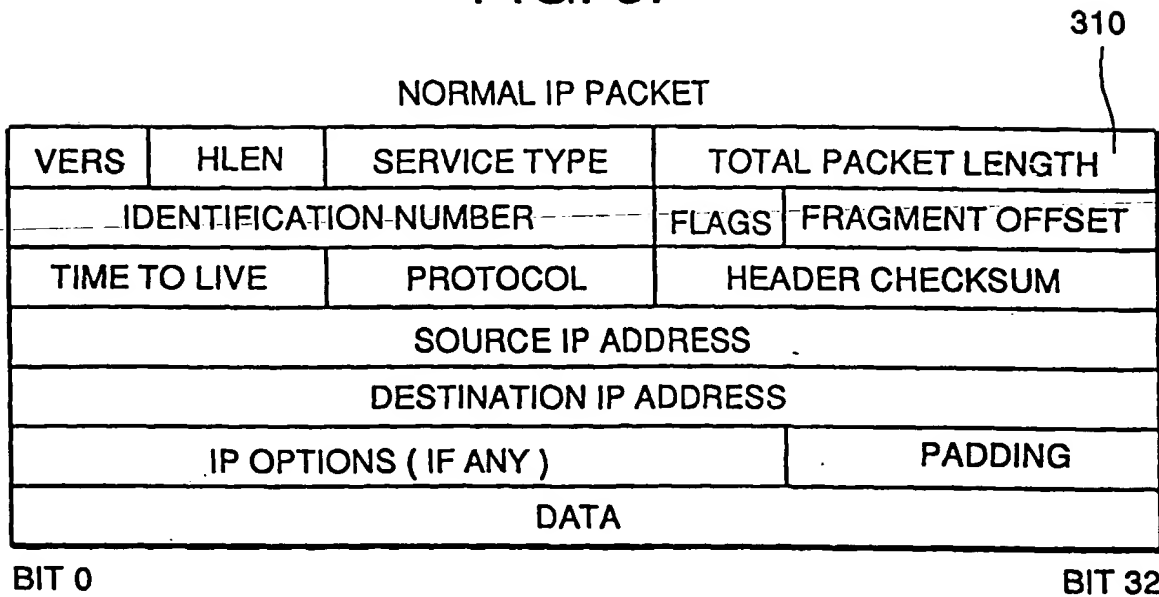 310
NORMAL IP PACKET
VERS HLEN SERVICE TYPE TOTAL PACKET LENGTH
IDENTIFICATION NUMBER FLAGS FRAGMENT OFFSET
TIME TO LIVE PROTOCOL HEADER CHECKSUM
SOURCE IP ADDRESS
DESTINATION IP ADDRESS
IP OPTIONS ( IF ANY ) PADDING
DATA
BIT 0 BIT 32